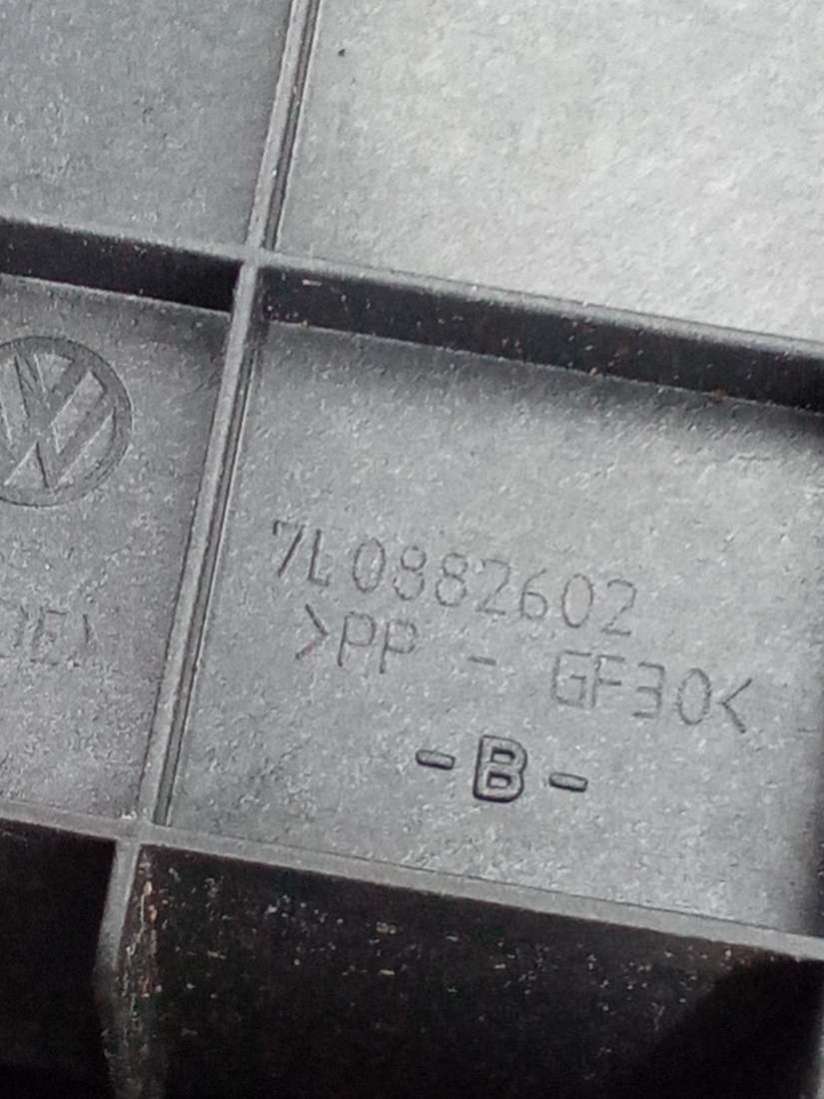 7L0882602
>PP - GF30<
-B-